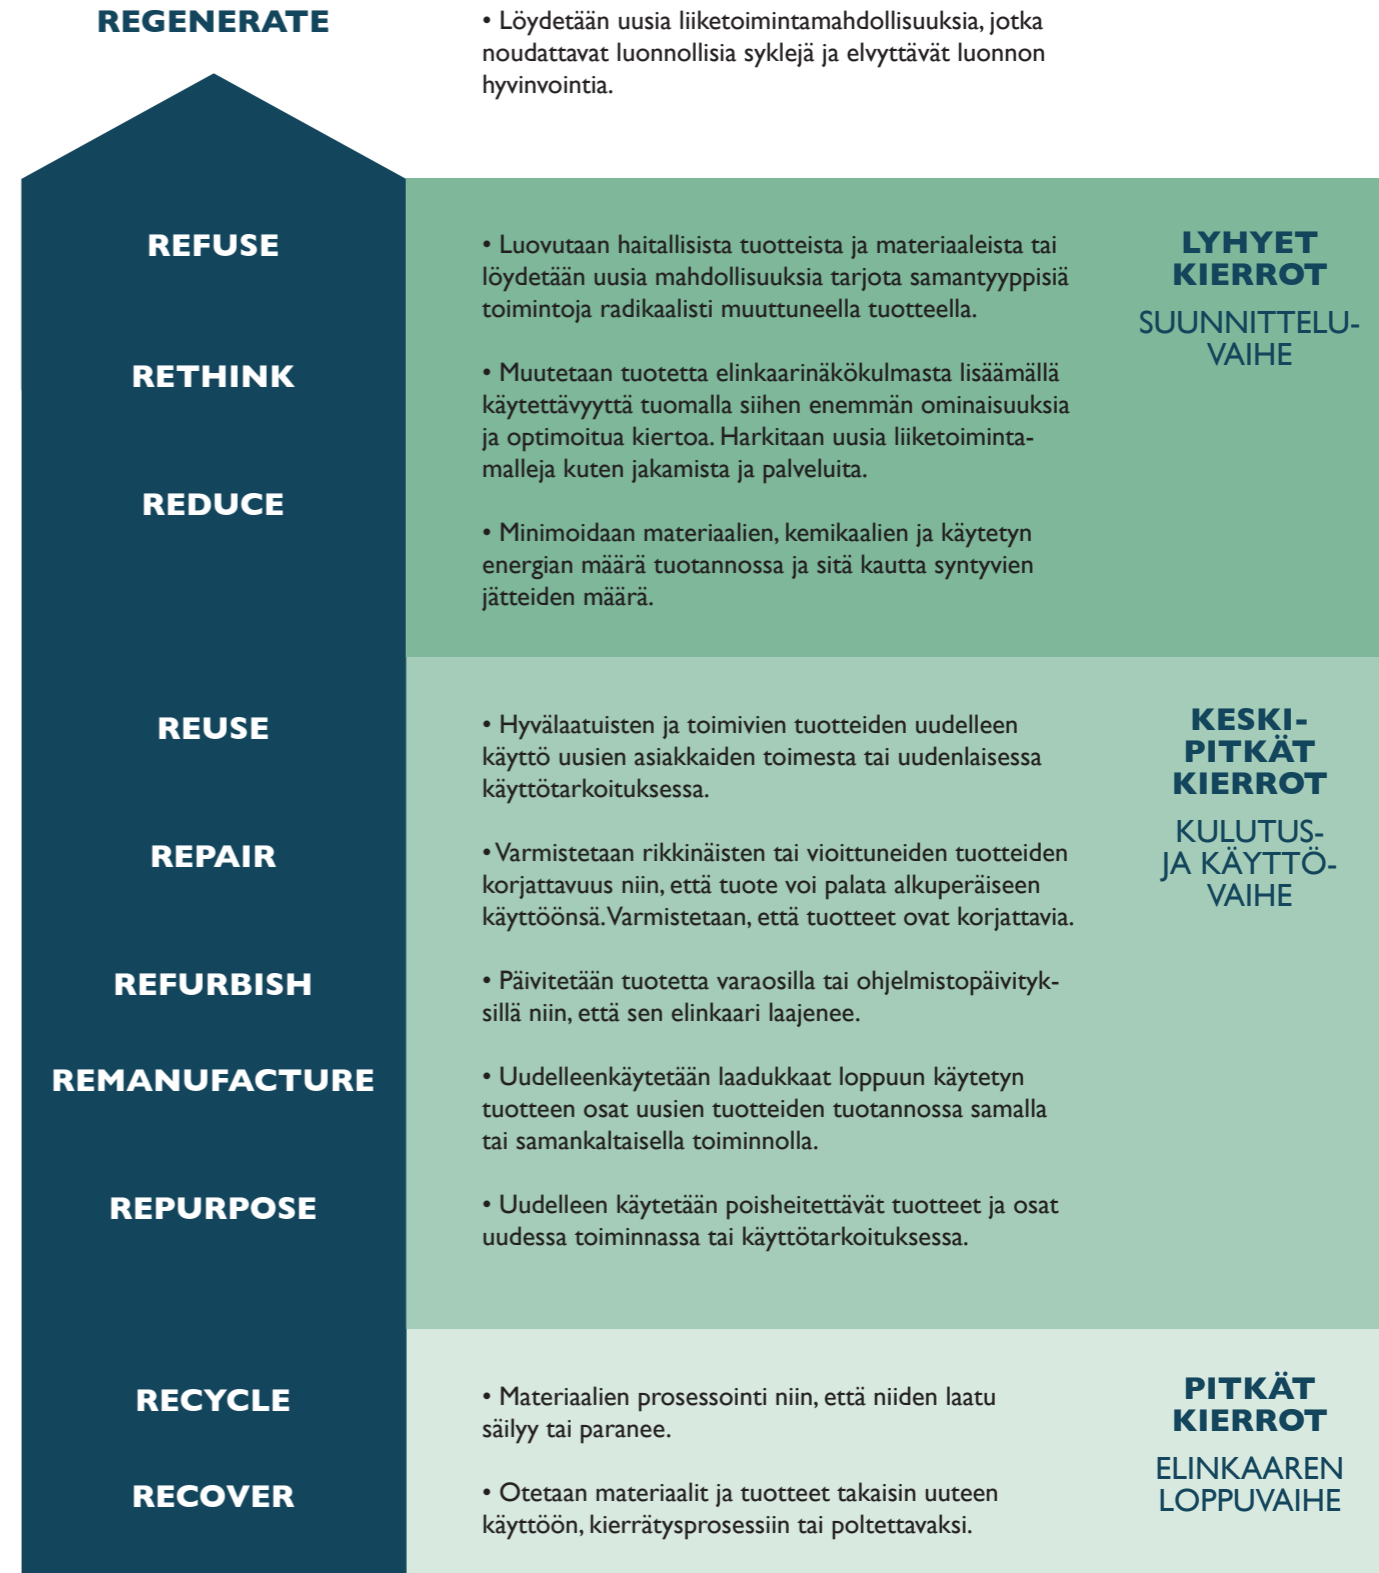 REGENERATE
• Löydetään uusia liiketoimintamahdollisuuksia, jotka
noudattavat luonnollisia syklejä ja elvyttävät luonnon
hyvinvointia.
REFUSE
• Luovutaan haitallisista tuotteista ja materiaaleista tai
löydetään uusia mahdollisuuksia tarjota samantyyppisiä
toimintoja radikaalisti muuttuneella tuotteella.
LYHYET
KIERROT
SUUNNITTELU-
VAIHE
RETHINK
• Muutetaan tuotetta elinkaarinäkökulmasta lisäämällä
käytettävyyttä tuomalla siihen enemmän ominaisuuksia
ja optimoitua kiertoa. Harkitaan uusia liiketoiminta-
malleja kuten jakamista ja palveluita.
REDUCE
• Minimoidaan materiaalien, kemikaalien ja käytetyn
energian määrä tuotannossa ja sitä kautta syntyvien
jätteiden määrä.
REUSE
• Hyvälaatuisten ja toimivien tuotteiden uudelleen
käyttö uusien asiakkaiden toimesta tai uudenlaisessa
käyttötarkoituksessa.
KESKI-
PITKÄT
KIERROT
KULUTUS-
JA KÄYTTÖ-
VAIHE
REPAIR
• Varmistetaan rikkinäisten tai vioittuneiden tuotteiden
korjattavuus niin, että tuote voi palata alkuperäiseen
käyttöönsä. Varmistetaan, että tuotteet ovat korjattavia.
REFURBISH
• Päivitetään tuotetta varaosilla tai ohjelmistopäivityk-
sillä niin, että sen elinkaari laajenee.
REMANUFACTURE
• Uudelleenkäytetään laadukkaat loppuun käytetyn
tuotteen osat uusien tuotteiden tuotannossa samalla
tai samankaltaisella toiminnolla.
REPURPOSE
• Uudelleen käytetään poisheitettävät tuotteet ja osat
uudessa toiminnassa tai käyttötarkoituksessa.
RECYCLE
• Materiaalien prosessointi niin, että niiden laatu
säilyy tai paranee.
PITKÄT
KIERROT
ELINKAAREN
LOPPUVAIHE
RECOVER
• Otetaan materiaalit ja tuotteet takaisin uuteen
käyttöön, kierrätysprosessiin tai poltettavaksi.